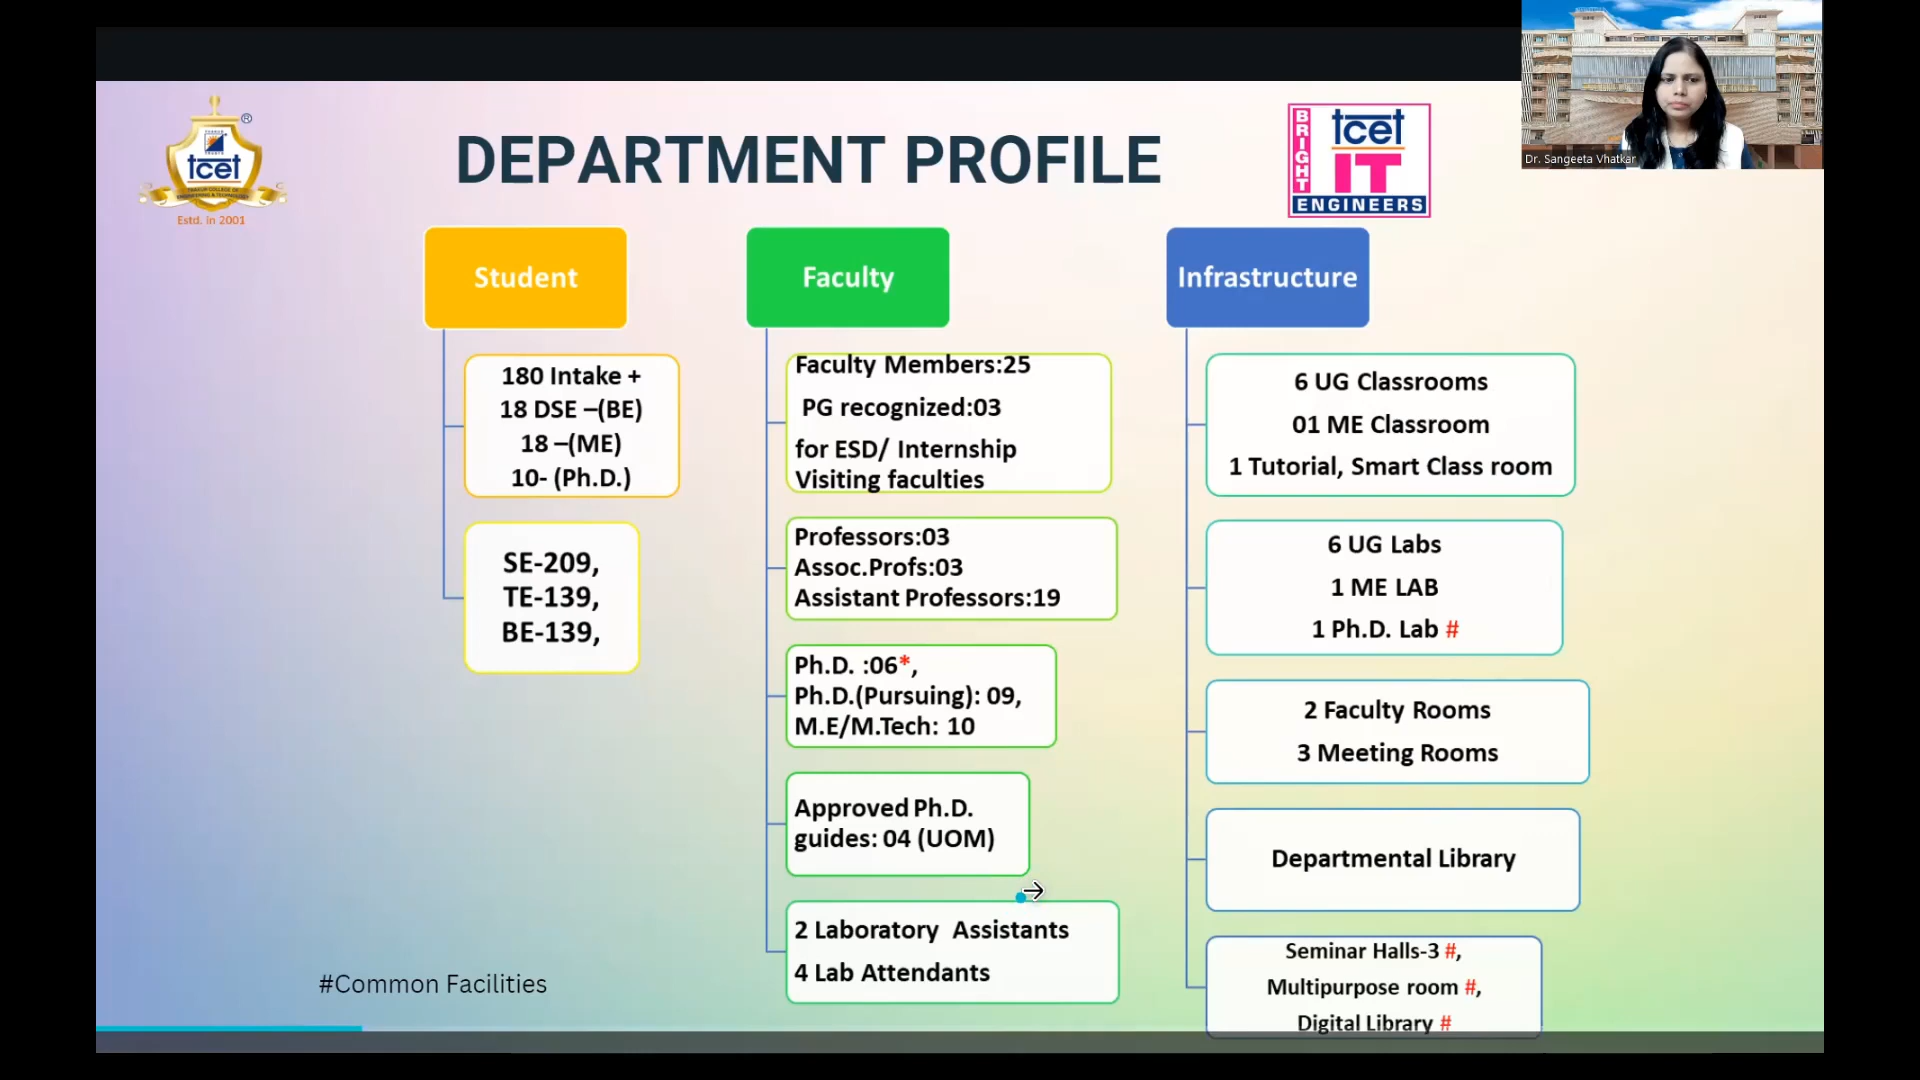 tcet
Estd. in 2001
®
DEPARTMENT PROFILE
BRIGHT
tcet
IT
ENGINEERS
Dr. Sangeeta Vhatkar
Student
180 Intake +
18 DSE –(BE)
18 –(ME)
10- (Ph.D.)
SE-209,
TE-139,
BE-139,
Faculty
Faculty Members:25
PG recognized:03
for ESD/ Internship
Visiting faculties
Professors:03
Assoc.Profs:03
Assistant Professors:19
Ph.D. :06*,
Ph.D.(Pursuing): 09,
M.E/M.Tech: 10
Approved Ph.D.
guides: 04 (UOM)
2 Laboratory Assistants
4 Lab Attendants
Infrastructure
6 UG Classrooms
01 ME Classroom
1 Tutorial, Smart Class room
6 UG Labs
1 ME LAB
1 Ph.D. Lab #
2 Faculty Rooms
3 Meeting Rooms
Departmental Library
Seminar Halls-3 #,
Multipurpose room #,
Digital Library #
#Common Facilities